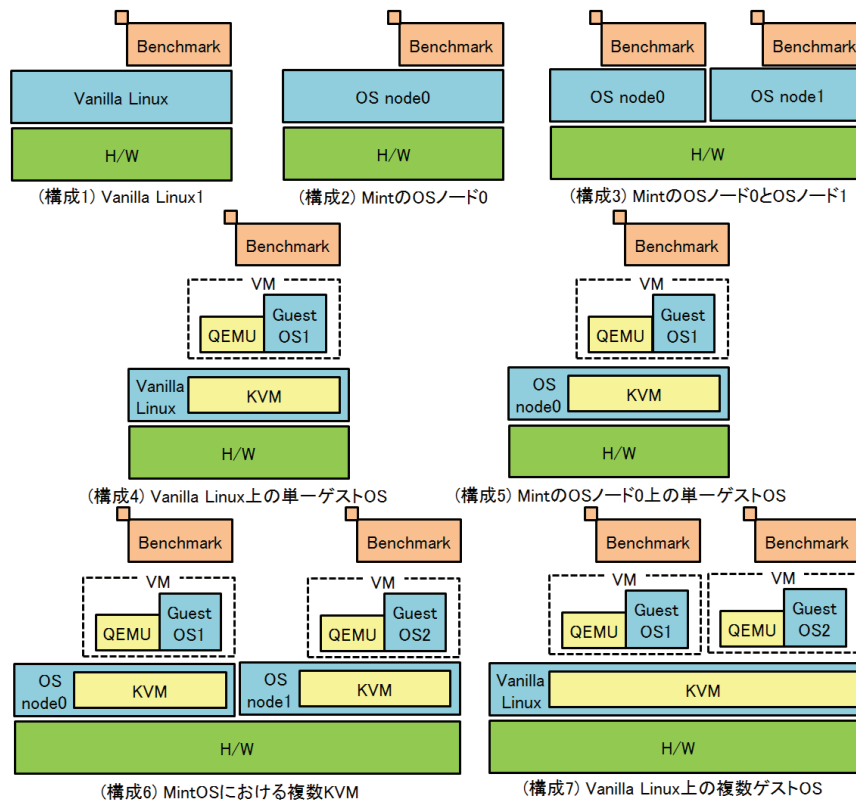 Benchmark
Vanilla Linux
H/W
(構成1) Vanilla Linux1
Benchmark
OS node0
H/W
(構成2) MintのOSノード0
Benchmark
Benchmark
OS node0
OS node1
H/W
(構成3) MintのOSノード0とOSノード1
Benchmark
VM
QEMU
Guest
OS1
Vanilla
Linux
KVM
H/W
(構成4) Vanilla Linux上の単一ゲストOS
Benchmark
VM
QEMU
Guest
OS1
OS
node0
KVM
H/W
(構成5) MintのOSノード0上の単一ゲストOS
Benchmark
Benchmark
VM
VM
QEMU
Guest
OS1
QEMU
Guest
OS2
OS
node0
KVM
OS
node1
KVM
H/W
(構成6) MintOSにおける複数KVM
Benchmark
Benchmark
VM
VM
QEMU
Guest
OS1
QEMU
Guest
OS2
Vanilla
Linux
KVM
H/W
(構成7) Vanilla Linux上の複数ゲストOS